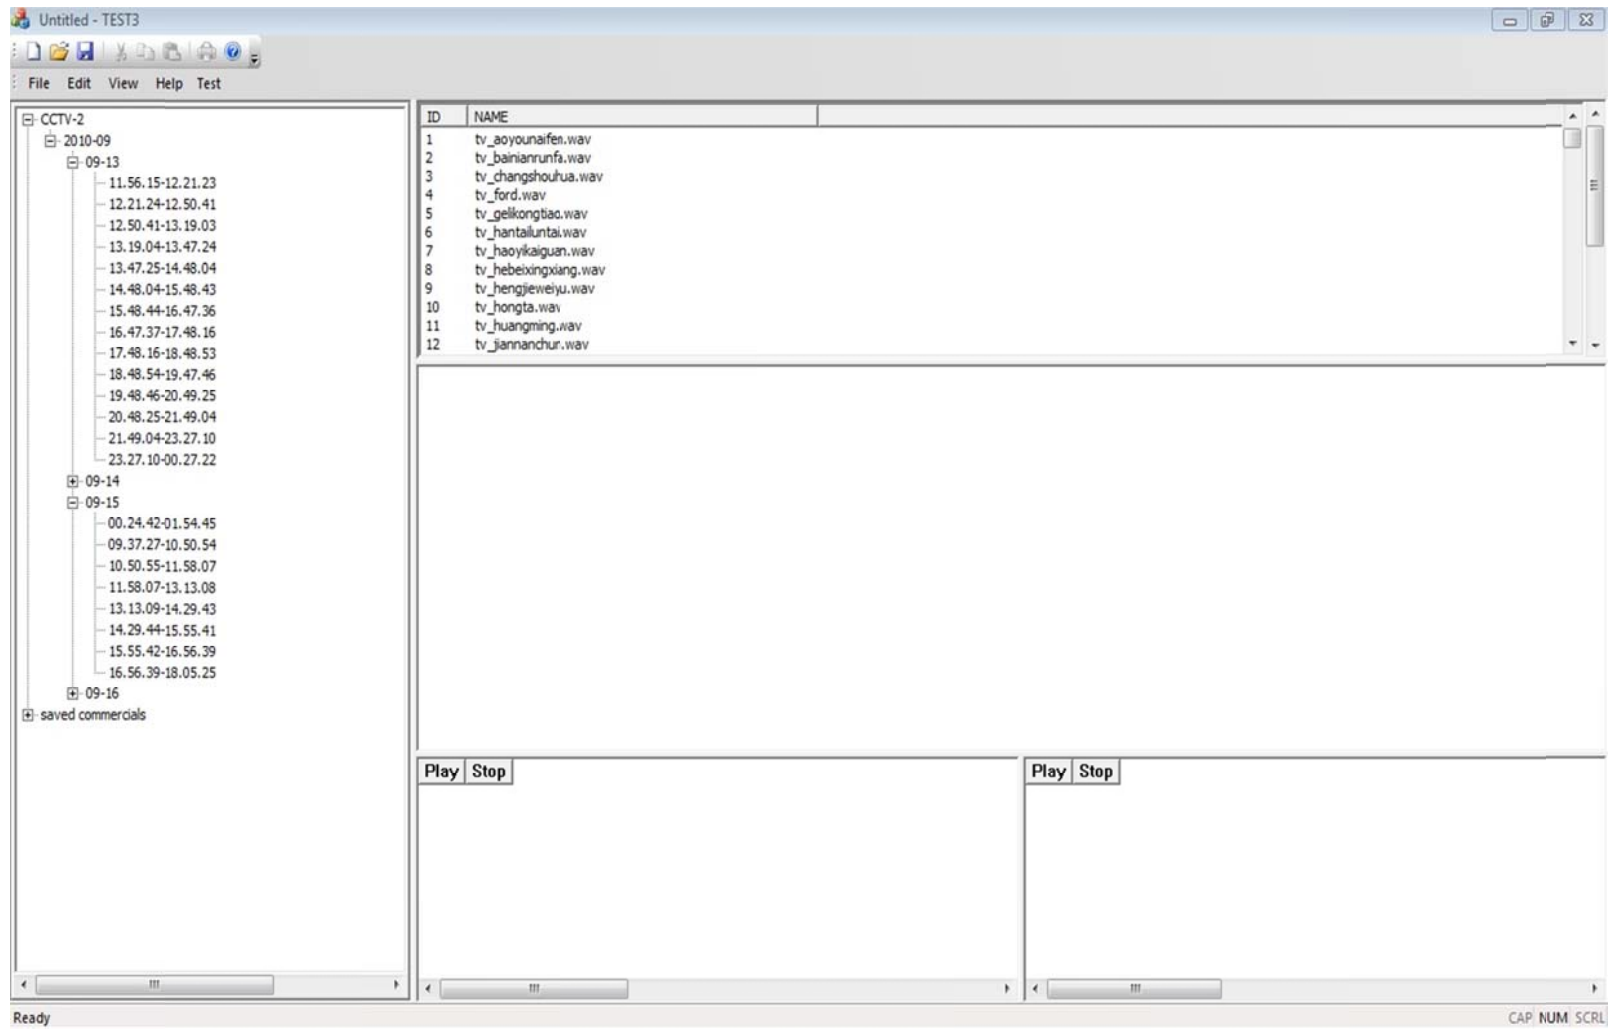 Untitled - TEST3
File Edit View Help Test
CCTV-2
2010-09
09-13
11.56.15-12.21.23
12.21.24-12.50.41
12.50.41-13.19.03
13.19.04-13.47.24
13.47.25-14.48.04
14.48.04-15.48.43
15.48.44-16.47.36
16.47.37-17.48.16
17.48.16-18.48.53
18.48.54-19.47.46
19.48.46-20.49.25
20.48.25-21.49.04
21.49.04-23.27.10
23.27.10-00.27.22
09-14
09-15
00.24.42-01.54.45
09.37.27-10.50.54
10.50.55-11.58.07
11.58.07-13.13.08
13.13.09-14.29.43
14.29.44-15.55.41
15.55.42-16.56.39
16.56.39-18.05.25
09-16
saved commercials
ID NAME
1 tv_aoyounaifen.wav
2 tv_bainianrunfa.wav
3 tv_changshouhua.wav
4 tv_ford.wav
5 tv_gelikongtiao.wav
6 tv_hantailuntai.wav
7 tv_haoyikaiguan.wav
8 tv_hebeixingxiang.wav
9 tv_hengjieweiyu.wav
10 tv_hongta.wav
11 tv_huangming.wav
12 tv_jiannanchun.wav
Play Stop
Play Stop
Ready
CAP NUM SCRL